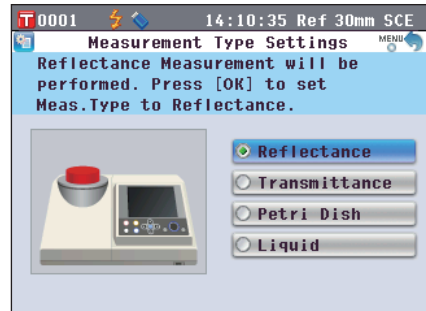 T0001 14:10:35 Ref 30mm SCE
Measurement Type Settings MENU
Reflectance Measurement will be
performed. Press [OK] to set
Meas.Type to Reflectance.
Reflectance
Transmittance
Petri Dish
Liquid